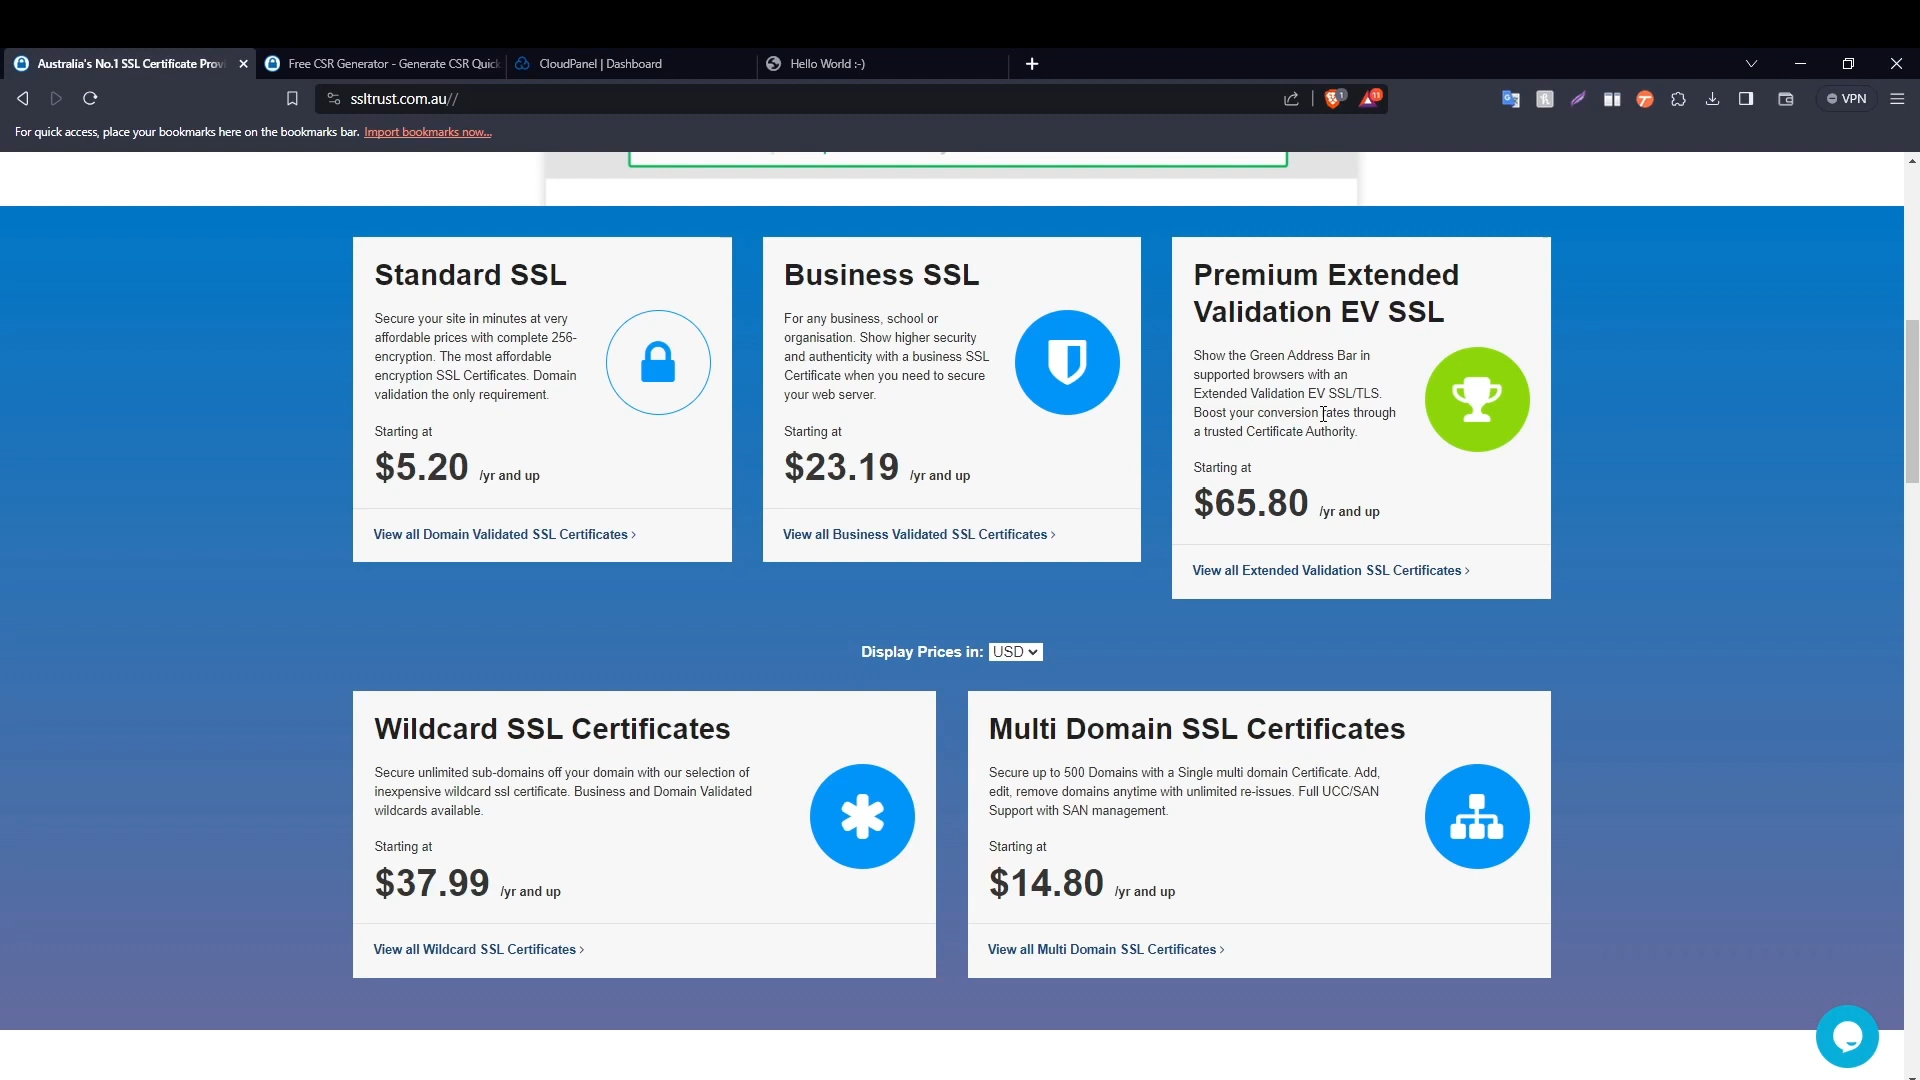 Australia's No.1 SSL Certificate Prov
Free CSR Generator - Generate CSR Quick
CloudPanel | Dashboard
Hello World :-)
ssltrust.com.au//
1
11
VPN
For quick access, place your bookmarks here on the bookmarks bar. Import bookmarks now...
Standard SSL
Secure your site in minutes at very
affordable prices with complete 256-
encryption. The most affordable
encryption SSL Certificates. Domain
validation the only requirement.
Starting at
$5.20 /yr and up
View all Domain Validated SSL Certificates >
Business SSL
For any business, school or
organisation. Show higher security
and authenticity with a business SSL
Certificate when you need to secure
your web server.
Starting at
$23.19 /yr and up
View all Business Validated SSL Certificates >
Premium Extended
Validation EV SSL
Show the Green Address Bar in
supported browsers with an
Extended Validation EV SSL/TLS.
Boost your conversion rates through
a trusted Certificate Authority.
Starting at
$65.80 /yr and up
View all Extended Validation SSL Certificates >
Display Prices in: USD
Wildcard SSL Certificates
Secure unlimited sub-domains off your domain with our selection of
inexpensive wildcard ssl certificate. Business and Domain Validated
wildcards available.
Starting at
$37.99 /yr and up
View all Wildcard SSL Certificates >
Multi Domain SSL Certificates
Secure up to 500 Domains with a Single multi domain Certificate. Add,
edit, remove domains anytime with unlimited re-issues. Full UCC/SAN
Support with SAN management.
Starting at
$14.80 /yr and up
View all Multi Domain SSL Certificates >